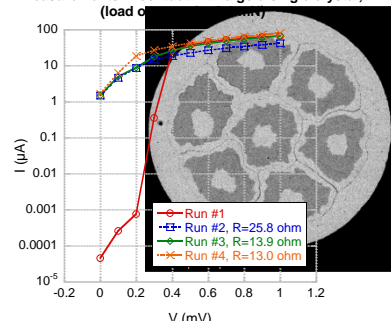 (load o
100
10
1
0.1
0.01
0.001
0.0001
10-5
I (µA)
-0.2 0 0.2 0.4 0.6 0.8 1 1.2
V (mV)
Run #1
Run #2, R=25.8 ohm
Run #3, R=13.9 ohm
Run #4, R=13.0 ohm